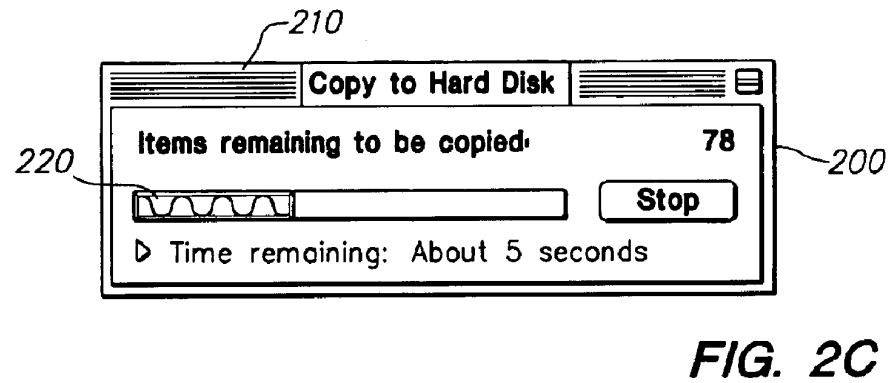 210
Copy to Hard Disk
Items remaining to be copied:
78
200
220
Stop
Time remaining: About 5 seconds
FIG. 2C